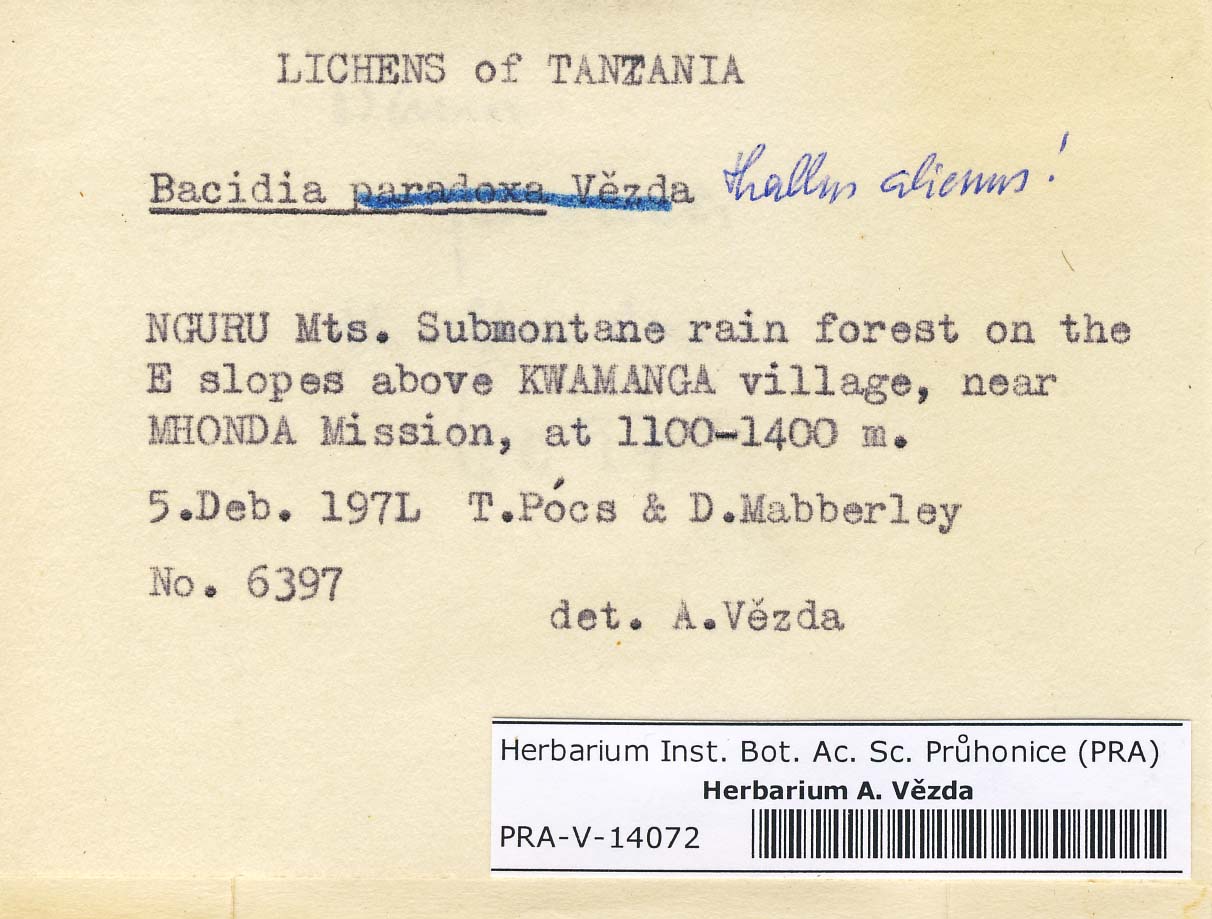 LICHENS of TANZANIA
Bacidia paradoxa Vězda thallus alienus!
NGURU Mts. Submontane rain forest on the
E slopes above KWAMANGA village, near
MHONDA Mission, at 1100-1400 m.
5.Deb. 197L T.Pócs & D.Mabberley
No. 6397
det. A.Vězda
Herbarium Inst. Bot. Ac. Sc. Průhonice (PRA)
Herbarium A. Vězda
PRA-V-14072